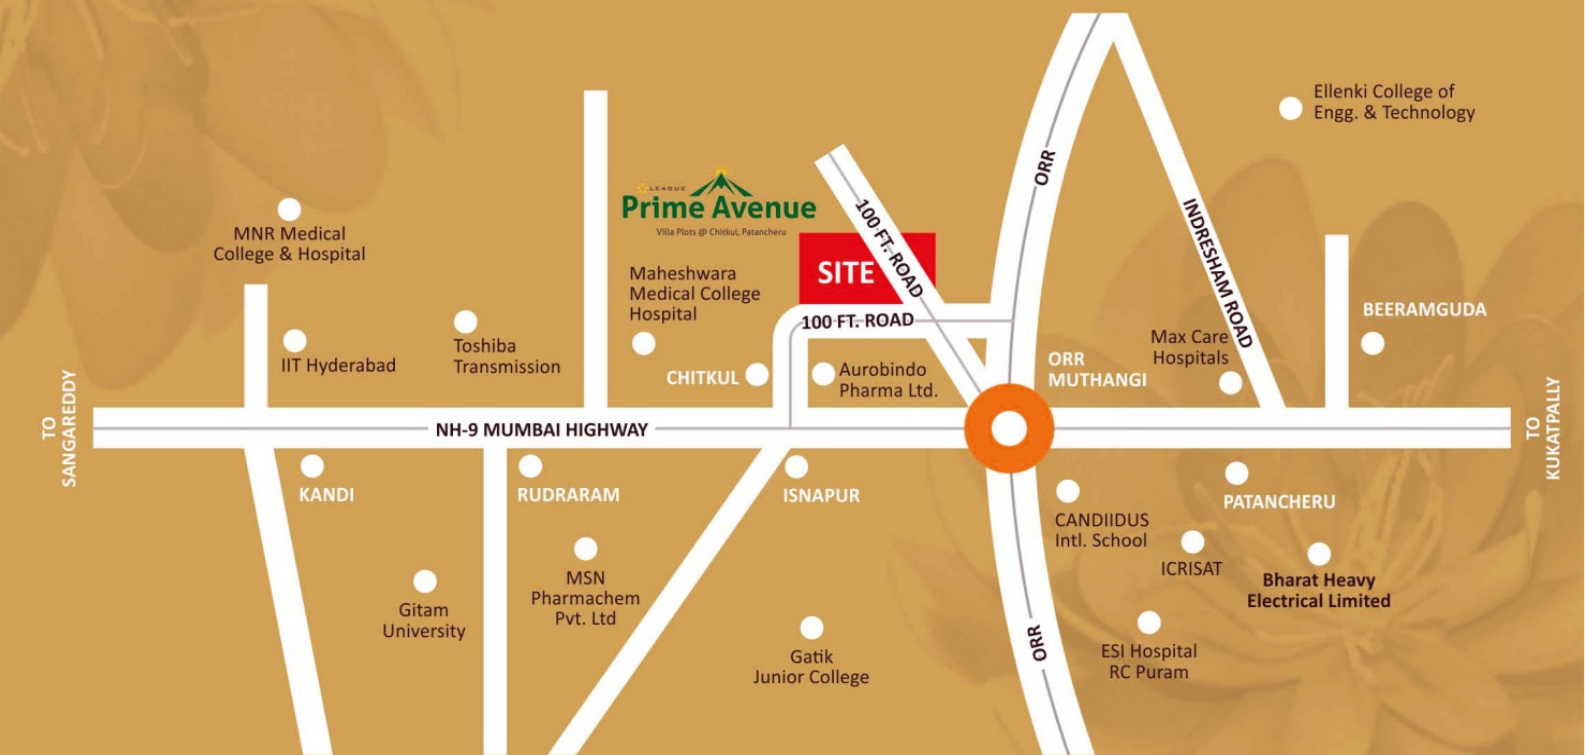 Ellenki College of
Engg. & Technology
ORR
LEAGUE
Prime Avenue
Villa Plots @ Chitkul, Patancheru
100 FT. ROAD
INDRESHAM ROAD
MNR Medical
College & Hospital
SITE
Maheshwara
Medical College
Hospital
100 FT. ROAD
BEERAMGUDA
IIT Hyderabad
Toshiba
Transmission
CHITKUL
Aurobindo
Pharma Ltd.
ORR
MUTHANGI
Max Care
Hospitals
TO
SANGAREDDY
NH-9 MUMBAI HIGHWAY
TO
KUKATPALLY
KANDI
RUDRARAM
ISNAPUR
PATANCHERU
CANDIIDUS
Intl. School
ICRISAT
Bharat Heavy
Electrical Limited
MSN
Pharmachem
Pvt. Ltd
Gitam
University
Gatik
Junior College
ORR
ESI Hospital
RC Puram